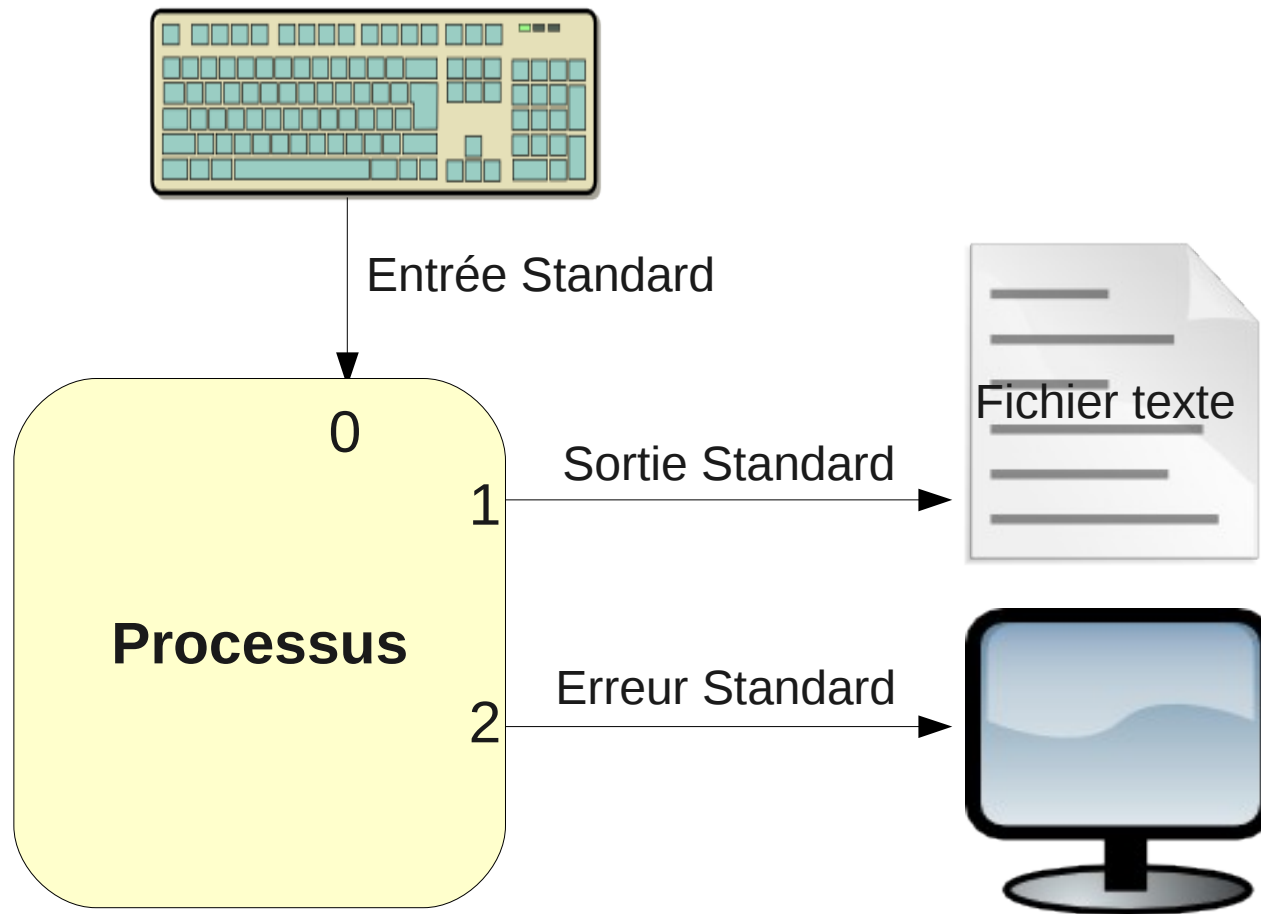 Entrée Standard
0
Fichier texte
Sortie Standard
1
Processus
Erreur Standard
2